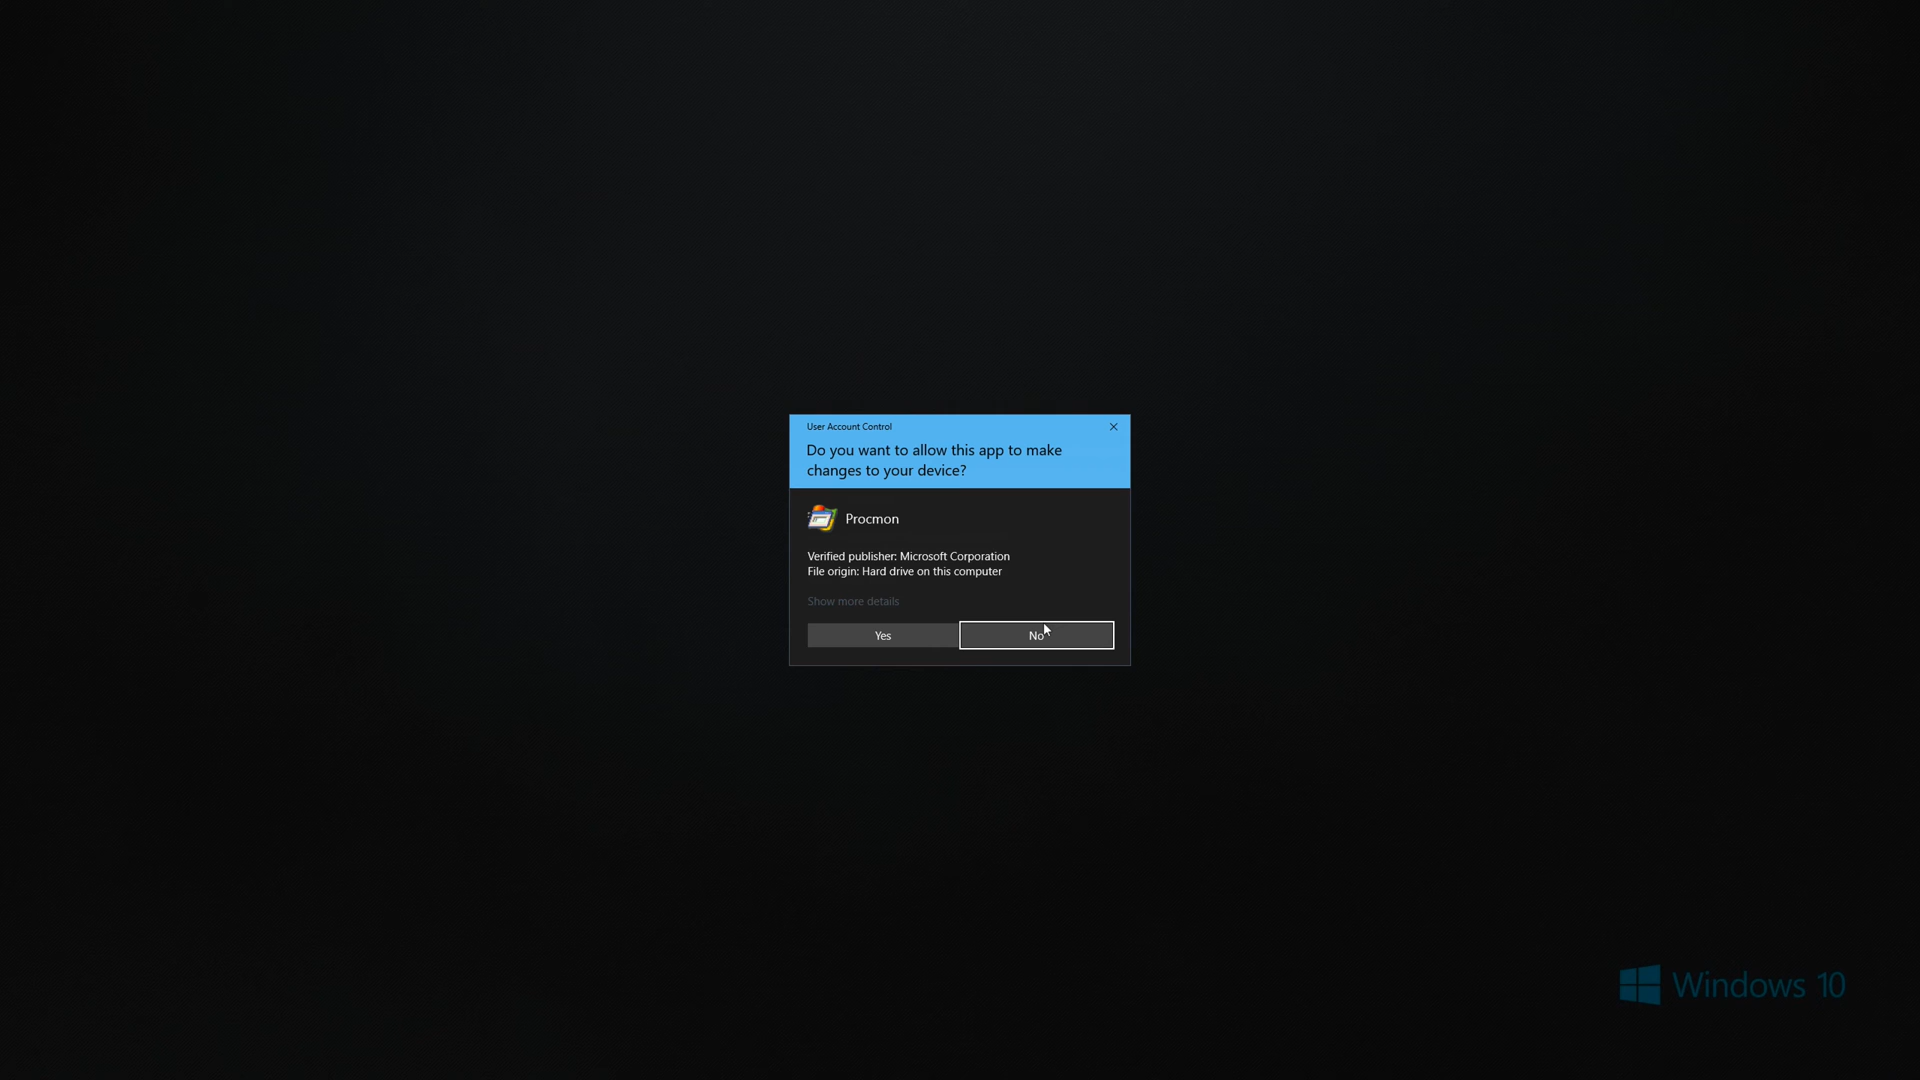 User Account Control
Do you want to allow this app to make
changes to your device?
Procmon
Verified publisher: Microsoft Corporation
File origin: Hard drive on this computer
Show more details
Yes
No
Windows 10